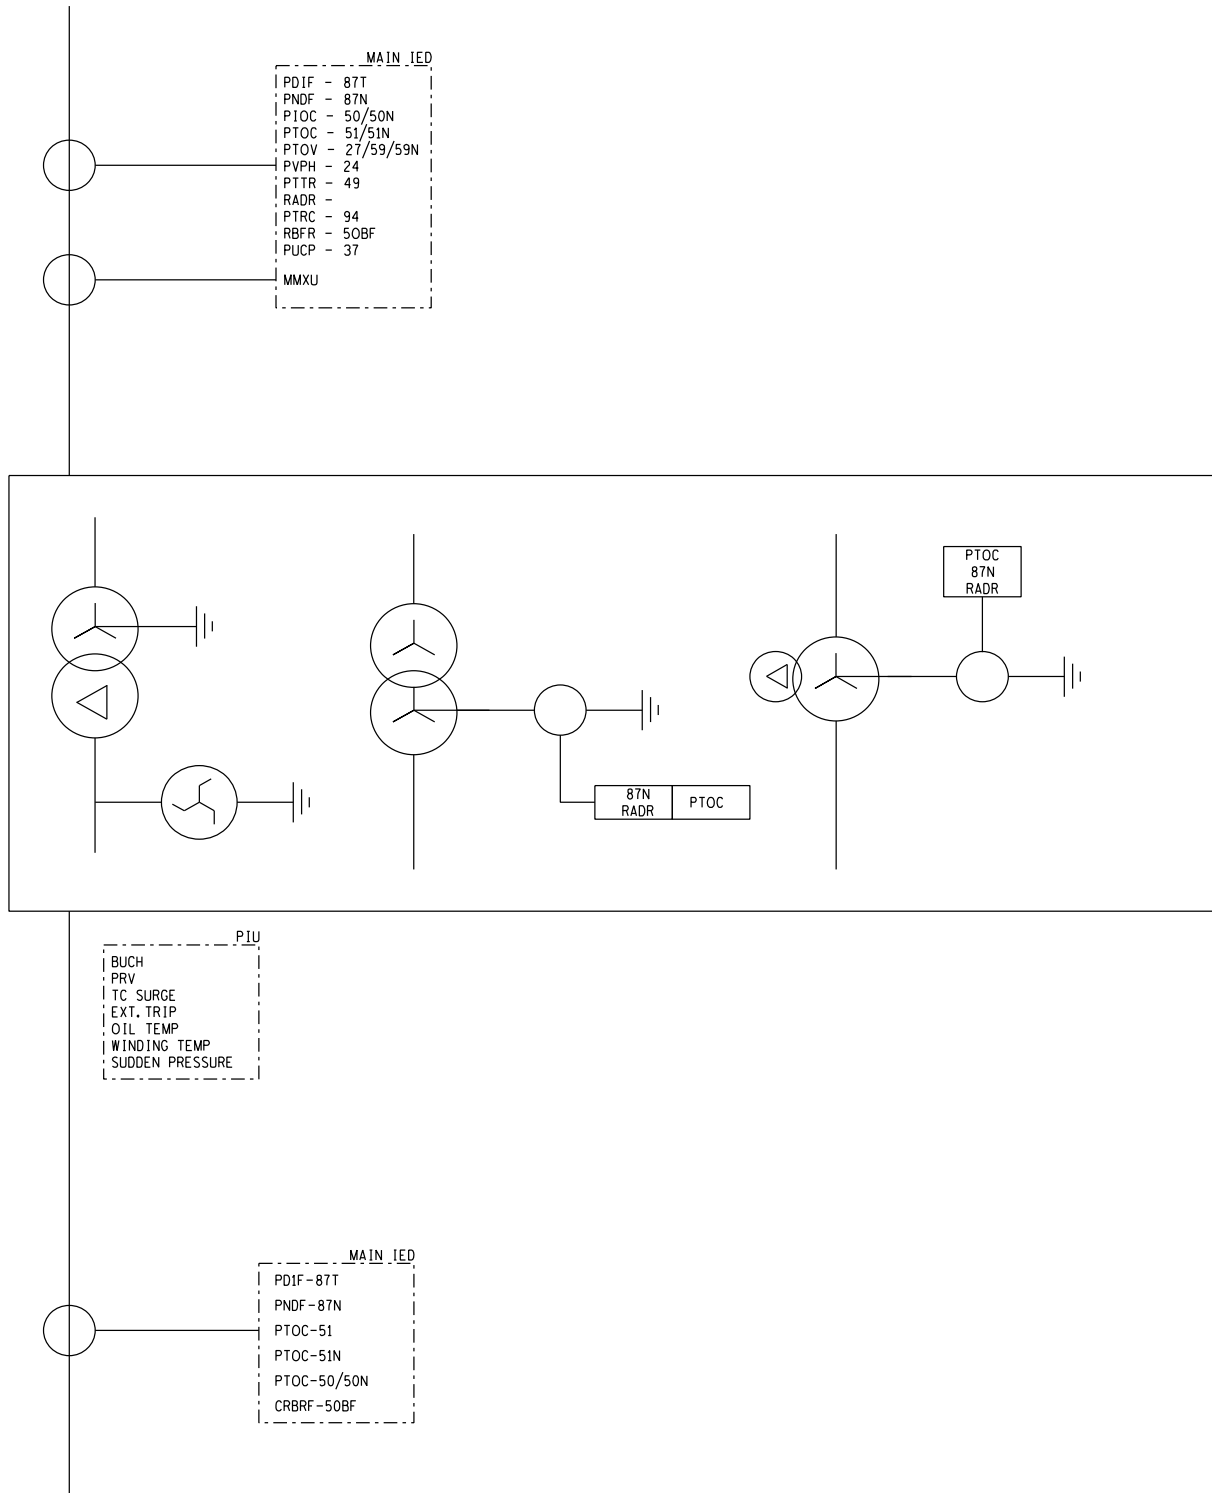 MAIN IED
PDIF - 87T
PNDF - 87N
PIOC - 50/50N
PTOC - 51/51N
PTOV - 27/59/59N
PVPH - 24
PTTR - 49
RADR -
PTRC - 94
RBFR - 50BF
PUCP - 37
MMXU
PTOC
87N
RADR
87N
RADR
PTOC
PIU
BUCH
PRV
TC SURGE
EXT. TRIP
OIL TEMP
WINDING TEMP
SUDDEN PRESSURE
MAIN IED
PD1F-87T
PNDF-87N
PTOC-51
PTOC-51N
PTOC-50/50N
CRBRF-50BF